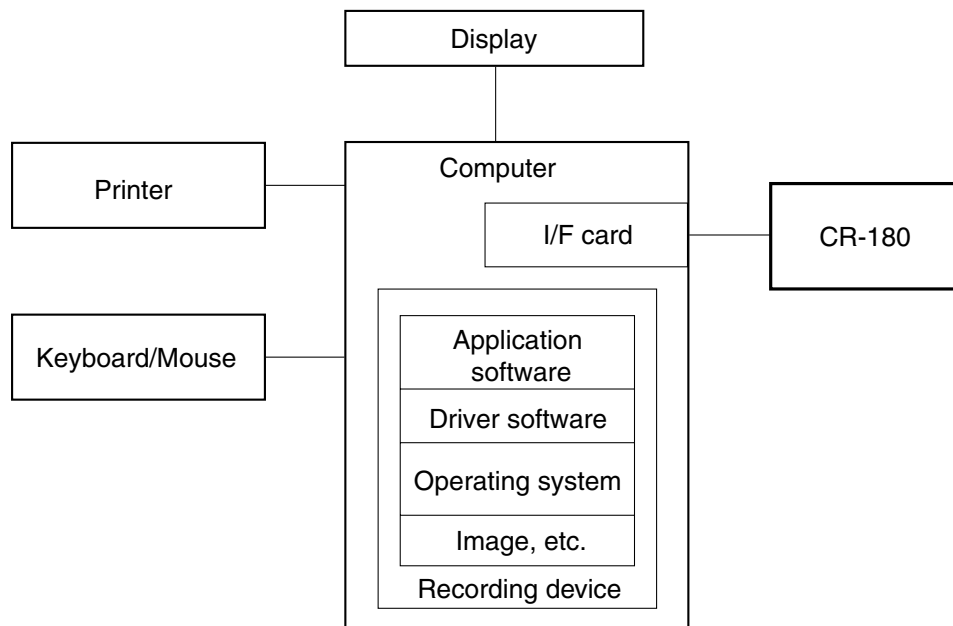 Display
Computer
Printer
I/F card
CR-180
Keyboard/Mouse
Application
software
Driver software
Operating system
Image, etc.
Recording device